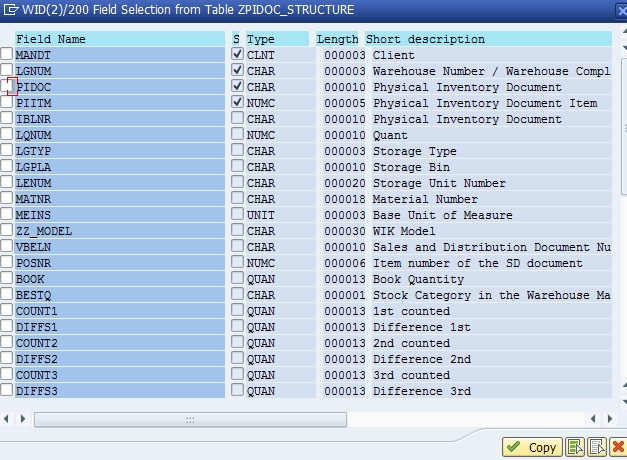 WID(2)/200 Field Selection from Table ZPIDOC_STRUCTURE
Field Name S Type Length Short description
MANDT CLNT 000003 Client
LGNUM CHAR 000003 Warehouse Number / Warehouse Compl
PIDOC CHAR 000010 Physical Inventory Document
PIITM NUMC 000005 Physical Inventory Document Item
IBLNR CHAR 000010 Physical Inventory Document
LQNUM NUMC 000010 Quant
LGTYP CHAR 000003 Storage Type
LGPLA CHAR 000010 Storage Bin
LENUM CHAR 000020 Storage Unit Number
MATNR CHAR 000018 Material Number
MEINS UNIT 000003 Base Unit of Measure
ZZ_MODEL CHAR 000030 WIK Model
VBELN CHAR 000010 Sales and Distribution Document Nu
POSNR NUMC 000006 Item number of the SD document
BOOK QUAN 000013 Book Quantity
BESTQ CHAR 000001 Stock Category in the Warehouse Ma
COUNT1 QUAN 000013 1st counted
DIFFS1 QUAN 000013 Difference 1st
COUNT2 QUAN 000013 2nd counted
DIFFS2 QUAN 000013 Difference 2nd
COUNT3 QUAN 000013 3rd counted
DIFFS3 QUAN 000013 Difference 3rd
Copy